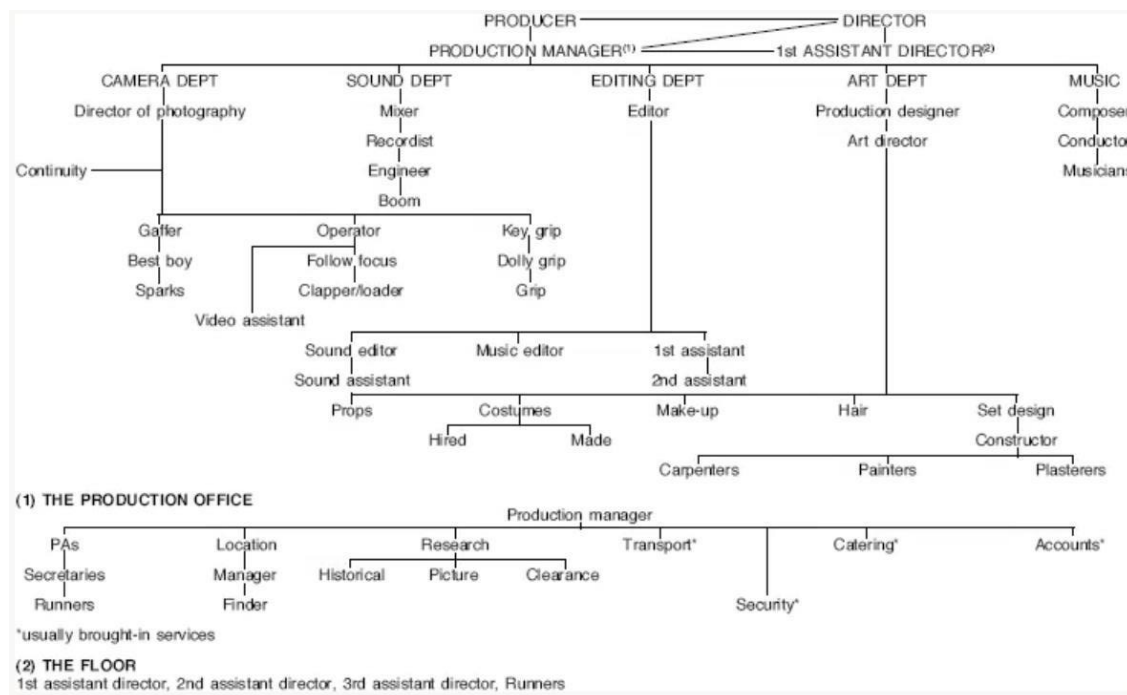 PRODUCER DIRECTOR
PRODUCTION MANAGER(1) 1st ASSISTANT DIRECTOR(2)
CAMERA DEPT SOUND DEPT EDITING DEPT ART DEPT MUSIC
Director of photography Mixer Editor Production designer Composer
Recordist Art director Conducto
Continuity Engineer Musicians
Boom
Gaffer Operator Key grip
Best boy Follow focus Dolly grip
Sparks Clapper/loader Grip
Video assistant
Sound editor Music editor 1st assistant
Sound assistant 2nd assistant
Props Costumes Make-up Hair Set design
Hired Made Constructor
Carpenters Painters Plasterers
(1) THE PRODUCTION OFFICE
Production manager
PAs Location Research Transport* Catering* Accounts*
Secretaries Manager Historical Picture Clearance
Runners Finder Security*
*usually brought-in services
(2) THE FLOOR
1st assistant director, 2nd assistant director, 3rd assistant director, Runners